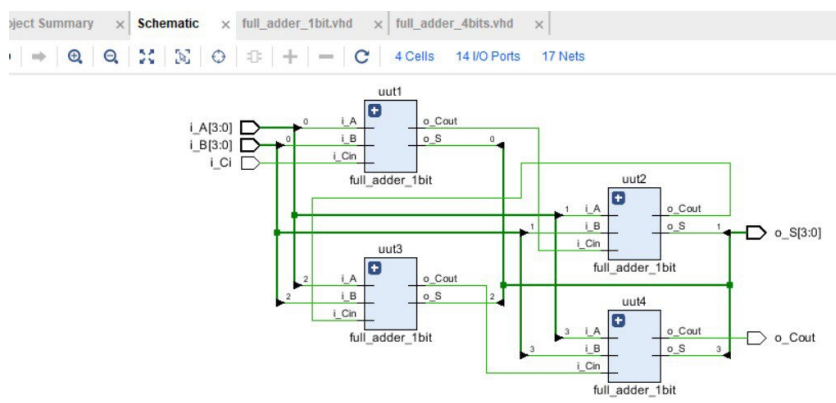 oject Summary × Schematic × full_adder_1bit.vhd × full_adder_4bits.vhd ×
4 Cells 14 I/O Ports 17 Nets
uut1
i_A[3:0] 0 i_A o_Cout
i_B[3:0] 0 i_B o_S 0
i_Ci i_Cin
full_adder_1bit
uut2
1 i_A o_Cout
1 i_B o_S 1 o_S[3:0]
i_Cin
full_adder_1bit
uut3
2 i_A o_Cout
2 i_B o_S 2
i_Cin
full_adder_1bit
uut4
3 i_A o_Cout o_Cout
3 i_B o_S 3
i_Cin
full_adder_1bit